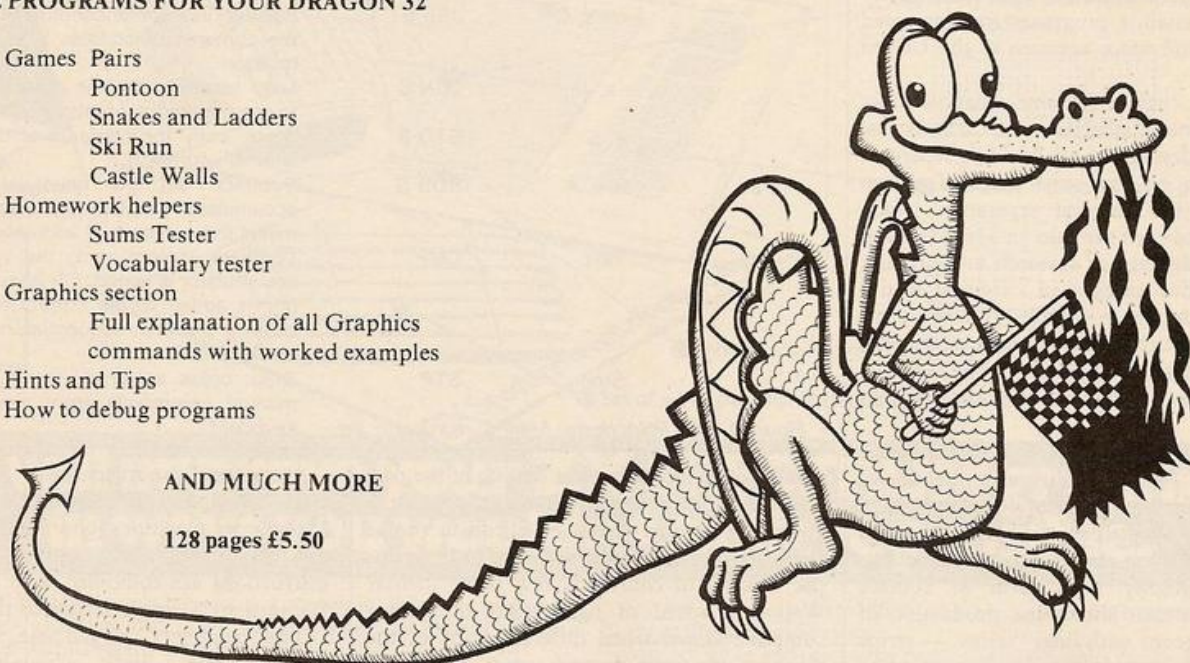 PROGRAMS FOR YOUR DRAGON 32
Games Pairs
Pontoon
Snakes and Ladders
Ski Run
Castle Walls
Homework helpers
Sums Tester
Vocabulary tester
Graphics section
Full explanation of all Graphics
commands with worked examples
Hints and Tips
How to debug programs
AND MUCH MORE
128 pages £5.50